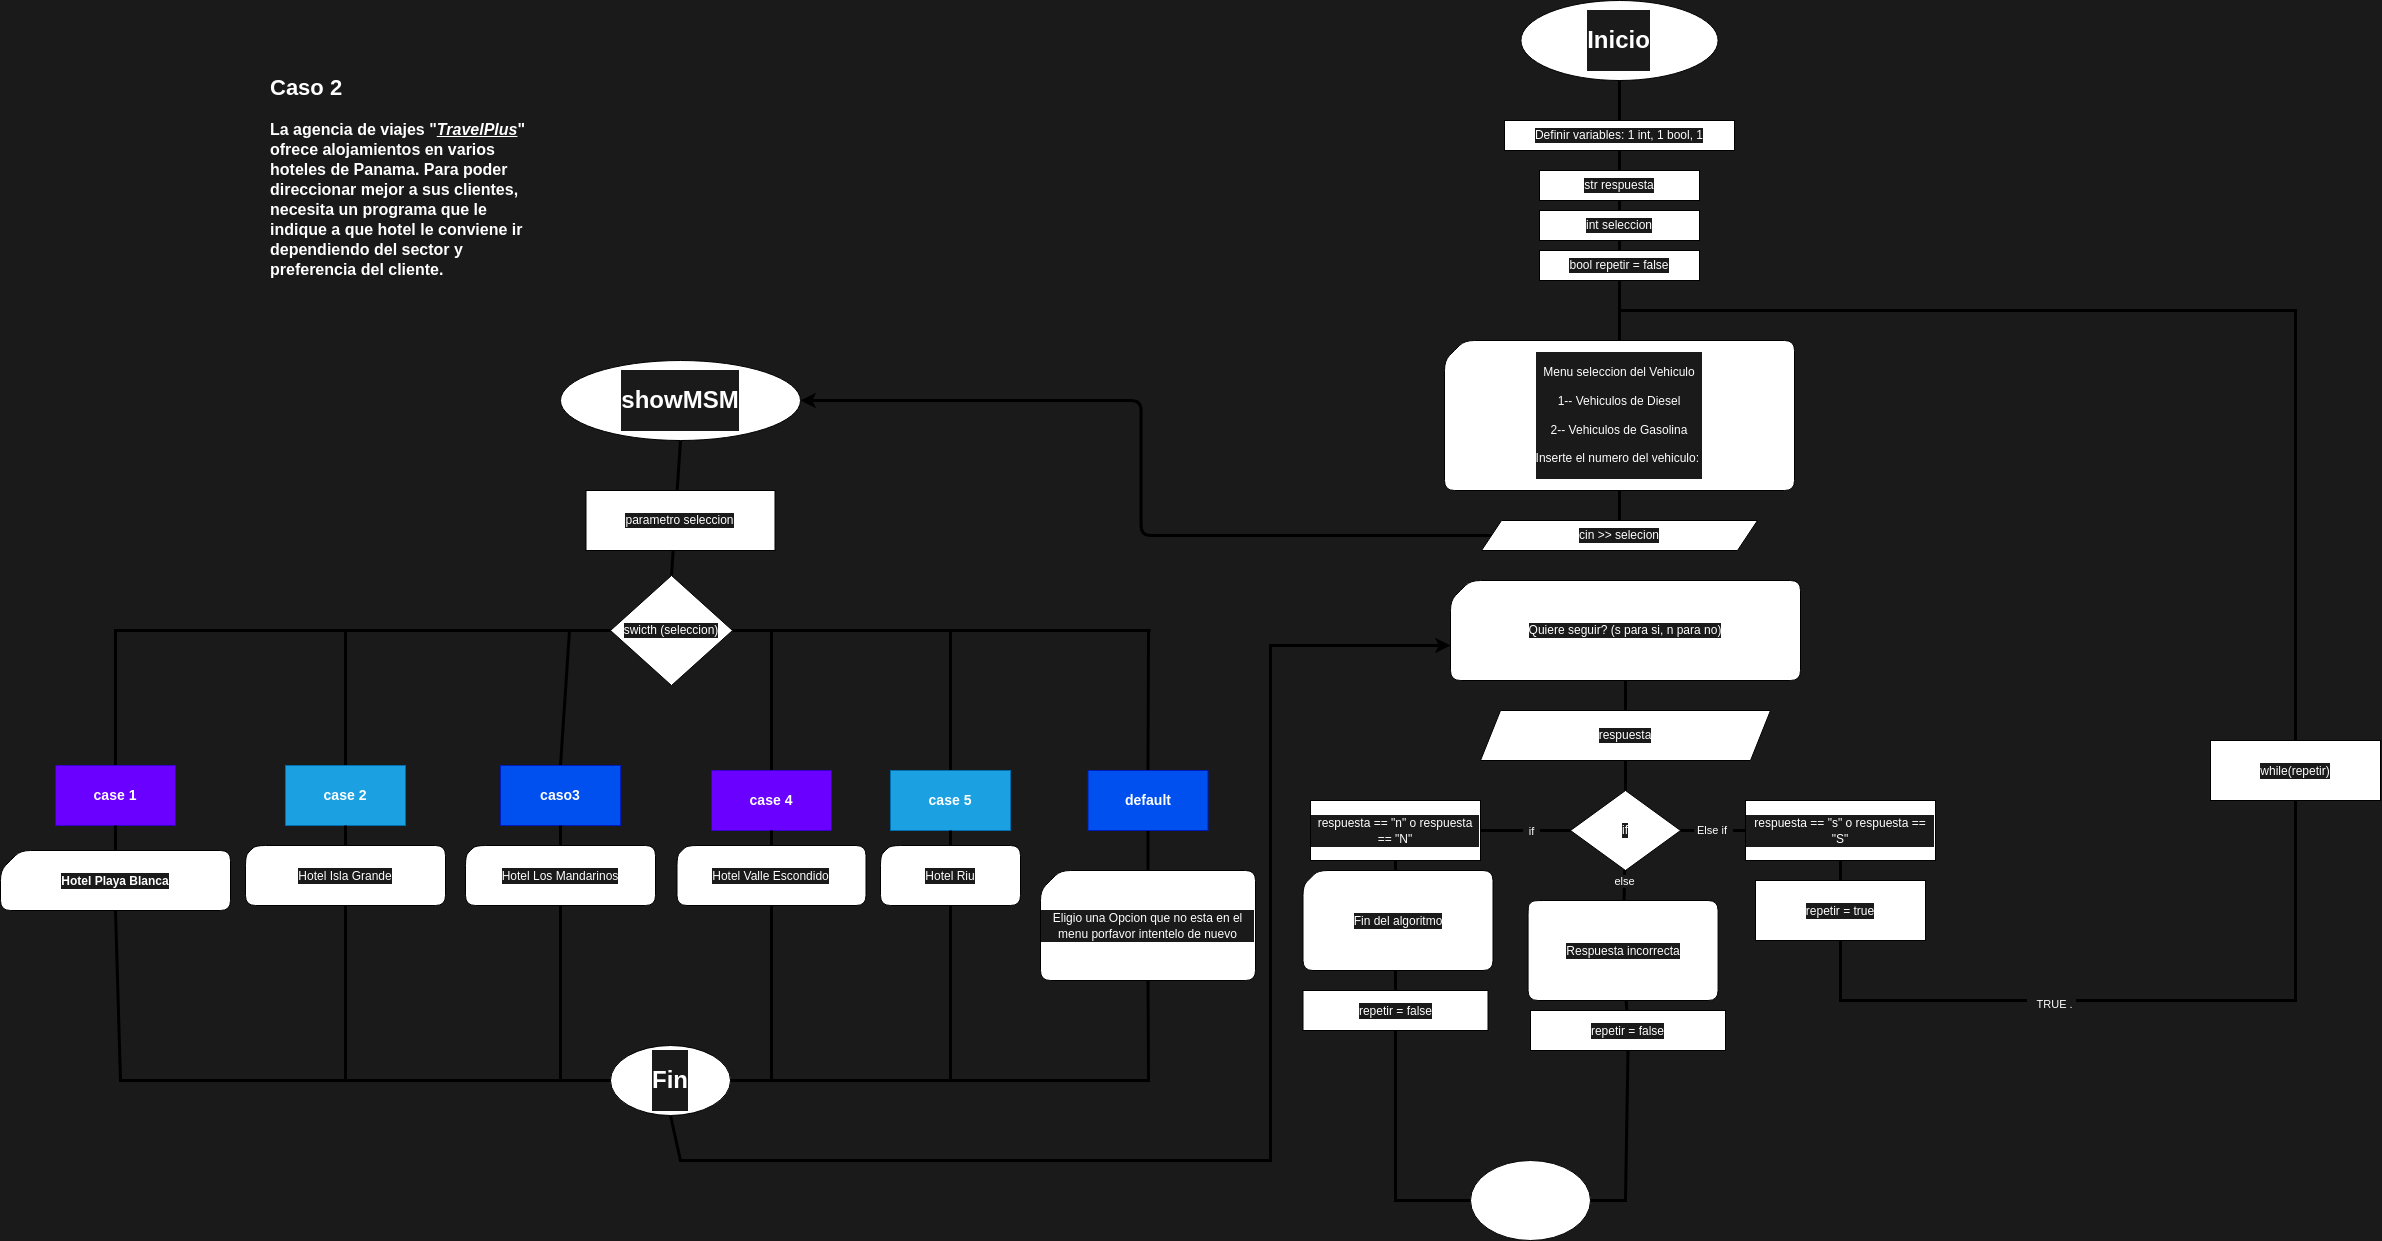 Inicio
Caso 2
La agencia de viajes "TravelPlus"
ofrece alojamientos en varios
hoteles de Panama. Para poder
direccionar mejor a sus clientes,
necesita un programa que le
indique a que hotel le conviene ir
dependiendo del sector y
preferencia del cliente.
Definir variables: 1 int, 1 bool, 1
str respuesta
int seleccion
bool repetir = false
Menu seleccion del Vehiculo
1-- Vehiculos de Diesel
2-- Vehiculos de Gasolina
Inserte el numero del vehiculo:
cin >> selecion
showMSM
parametro seleccion
swicth (seleccion)
case 1
case 2
caso3
case 4
case 5
default
Hotel Playa Blanca
Hotel Isla Grande
Hotel Los Mandarinos
Hotel Valle Escondido
Hotel Riu
Eligio una Opcion que no esta en el
menu porfavor intentelo de nuevo
Fin
Quiere seguir? (s para si, n para no)
respuesta
if
if
Else if
else
respuesta == "n" o respuesta
== "N"
respuesta == "s" o respuesta ==
"S"
Fin del algoritmo
repetir = false
Respuesta incorrecta
repetir = false
repetir = true
TRUE .
while(repetir)